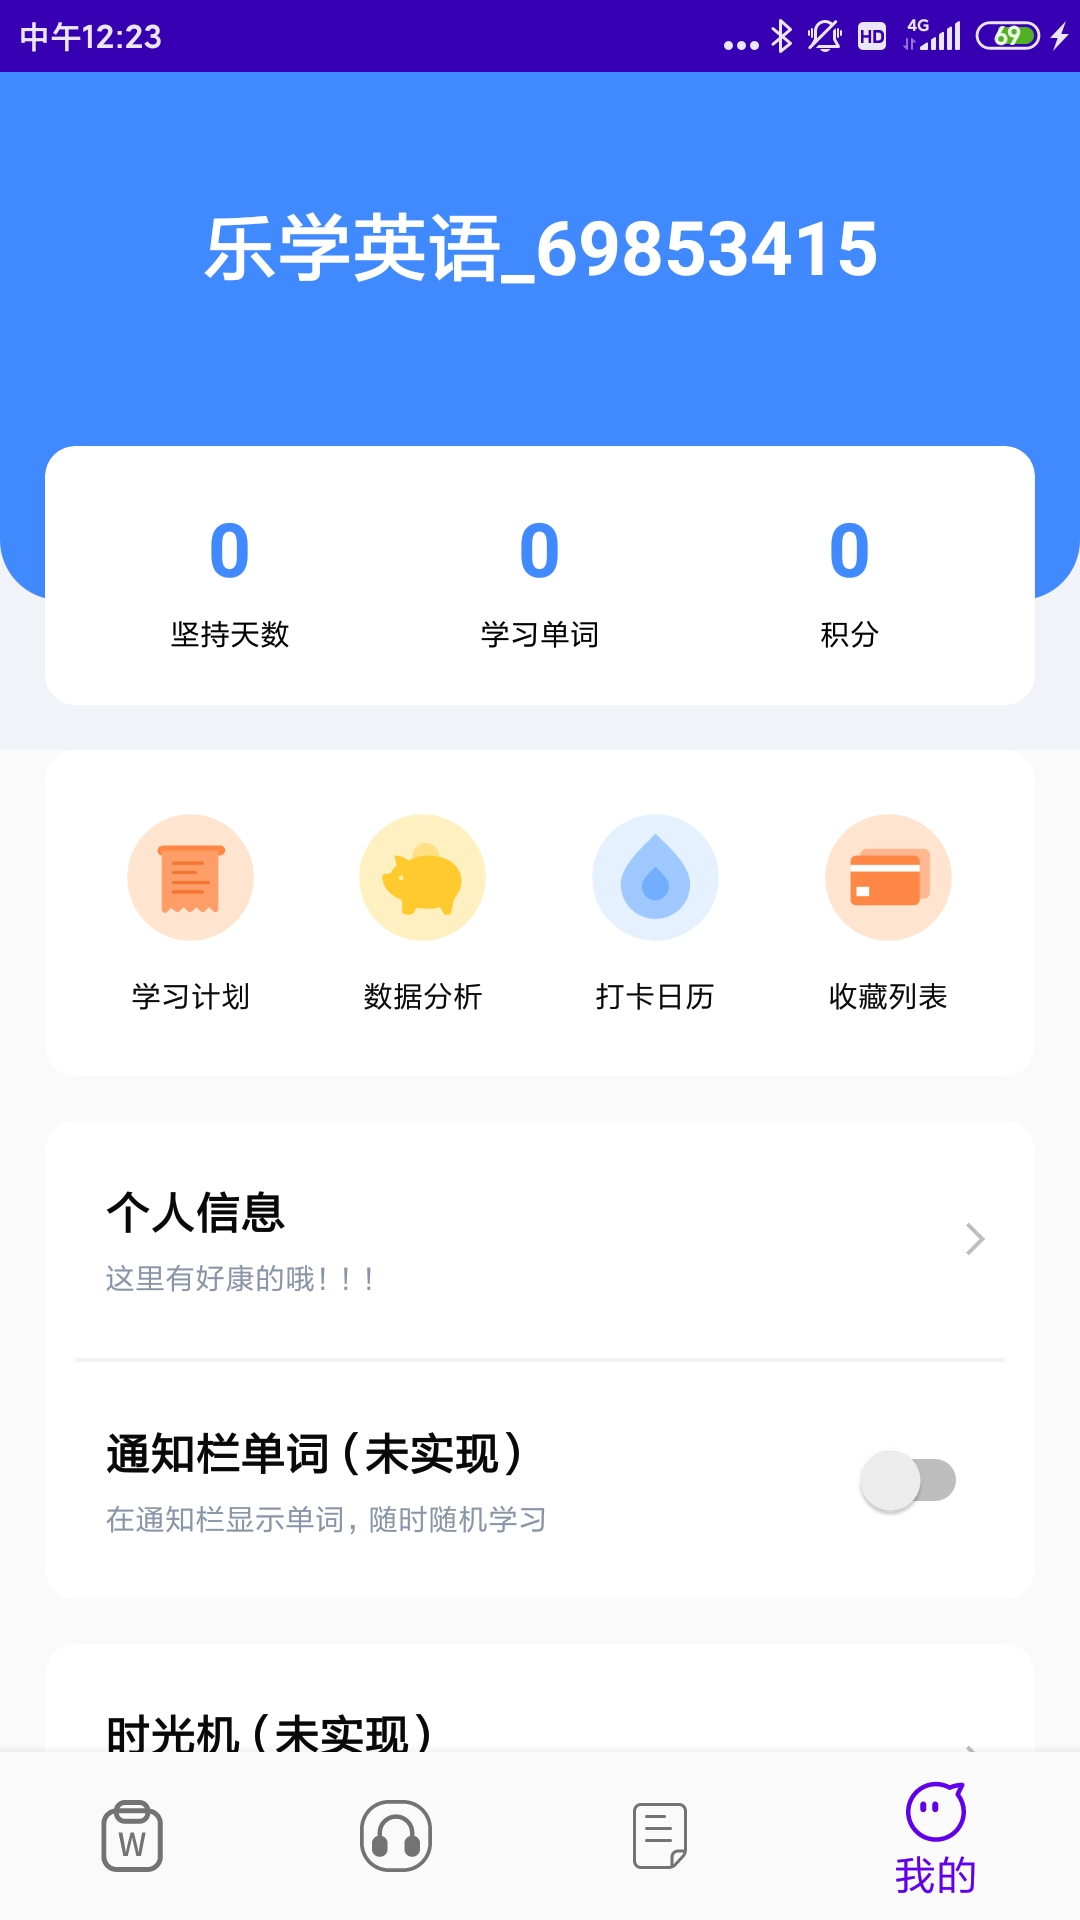 中午12:23
HD
4G
69
乐学英语_69853415
0
0
0
坚持天数
学习单词
积分
学习计划
数据分析
打卡日历
收藏列表
个人信息
这里有好康的哦！！！
通知栏单词（未实现）
在通知栏显示单词，随时随机学习
时光机（未实现）
W
我的